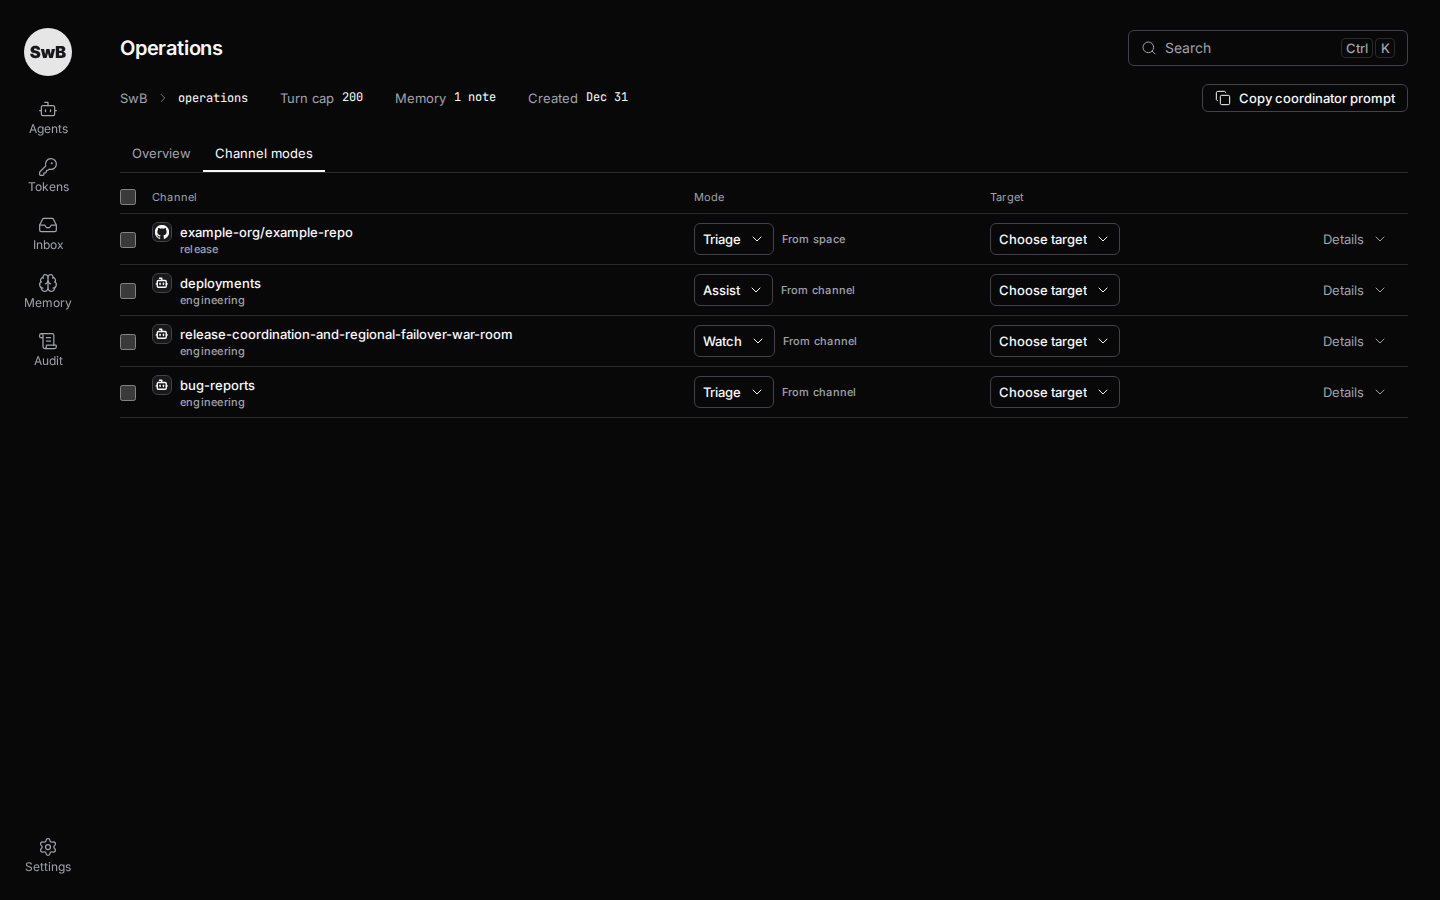 SwB
Operations
Search
Ctrl K
Agents
Tokens
Inbox
Memory
Audit
Settings
SwB operations Turn cap 200 Memory 1 note Created Dec 31
Copy coordinator prompt
Overview Channel modes
Channel Mode Target
example-org/example-repo
release
Triage From space Choose target Details
deployments
engineering
Assist From channel Choose target Details
release-coordination-and-regional-failover-war-room
engineering
Watch From channel Choose target Details
bug-reports
engineering
Triage From channel Choose target Details